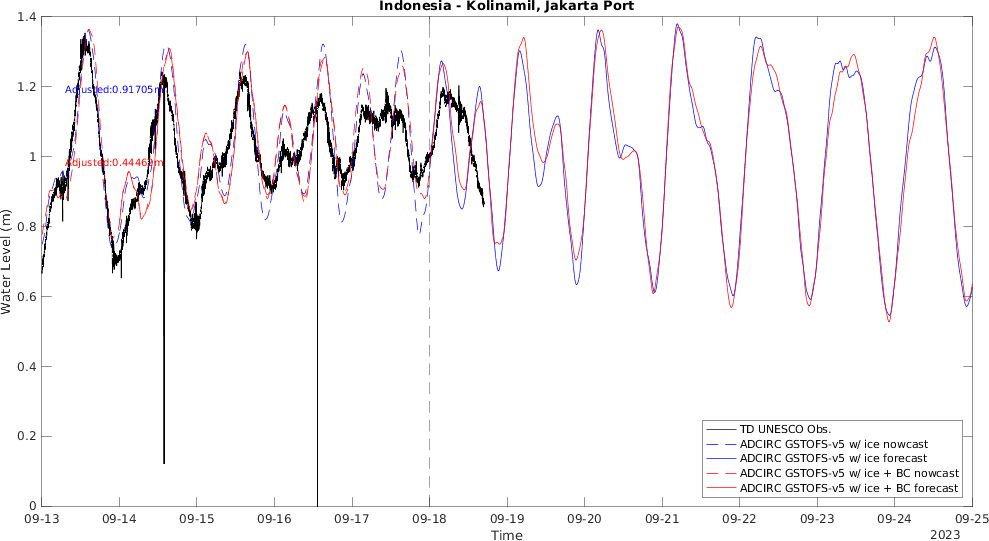 Indonesia - Kolinamil, Jakarta Port
1.4
1.2
1
0.8
0.6
0.4
0.2
0
Water Level (m)
Adjusted:0.91705m
Adjusted:0.44462m
TD UNESCO Obs.
ADCIRC GSTOFS-v5 w/ ice nowcast
ADCIRC GSTOFS-v5 w/ ice forecast
ADCIRC GSTOFS-v5 w/ ice + BC nowcast
ADCIRC GSTOFS-v5 w/ ice + BC forecast
09-13 09-14 09-15 09-16 09-17 09-18 09-19 09-20 09-21 09-22 09-23 09-24 09-25
Time
2023